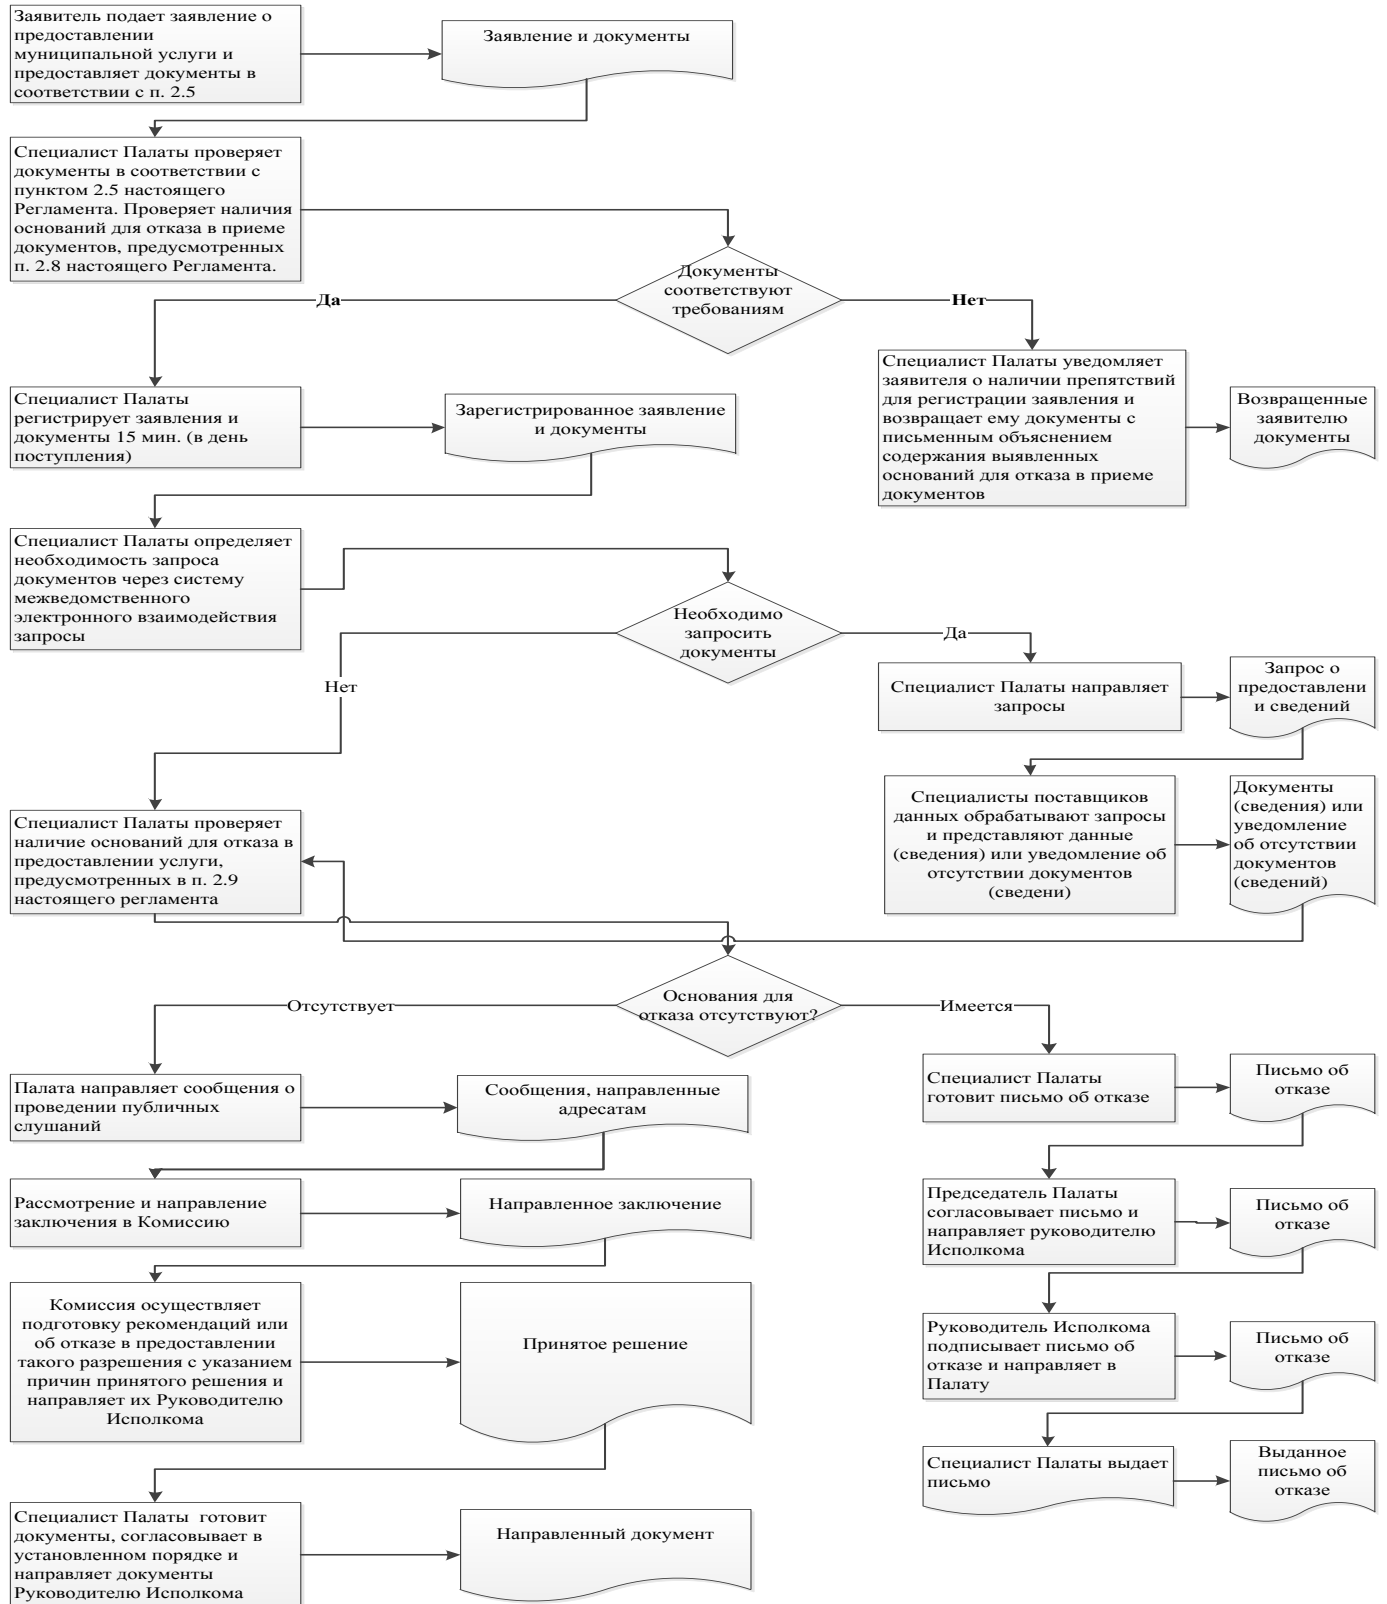 Заявитель подает заявление о
предоставлении
муниципальной услуги и
предоставляет документы в
соответствии с п. 2.5
Заявление и документы
Специалист Палаты проверяет
документы в соответствии с
пунктом 2.5 настоящего
Регламента. Проверяет наличия
оснований для отказа в приеме
документов, предусмотренных
п. 2.8 настоящего Регламента.
Документы
соответствуют
требованиям
Да
Нет
Специалист Палаты
регистрирует заявления и
документы 15 мин. (в день
поступления)
Зарегистрированное заявление
и документы
Специалист Палаты уведомляет
заявителя о наличии препятствий
для регистрации заявления и
возвращает ему документы с
письменным объяснением
содержания выявленных
оснований для отказа в приеме
документов
Возвращенные
заявителю
документы
Специалист Палаты определяет
необходимость запроса
документов через систему
межведомственного
электронного взаимодействия
запросы
Необходимо
запросить
документы
Да
Нет
Специалист Палаты направляет
запросы
Запрос о
предоставлени
и сведений
Специалисты поставщиков
данных обрабатывают запросы
и представляют данные
(сведения) или уведомление об
отсутствии документов
(сведени)
Документы
(сведения) или
уведомление
об отсутствии
документов
(сведений)
Специалист Палаты проверяет
наличие оснований для отказа в
предоставлении услуги,
предусмотренных в п. 2.9
настоящего регламента
Основания для
отказа отсутствуют?
Отсутствует
Имеется
Палата направляет сообщения о
проведении публичных
слушаний
Сообщения, направленные
адресатам
Специалист Палаты
готовит письмо об отказе
Письмо об
отказе
Рассмотрение и направление
заключения в Комиссию
Направленное заключение
Председатель Палаты
согласовывает письмо и
направляет руководителю
Исполкома
Письмо об
отказе
Комиссия осуществляет
подготовку рекомендаций или
об отказе в предоставлении
такого разрешения с указанием
причин принятого решения и
направляет их Руководителю
Исполкома
Принятое решение
Руководитель Исполкома
подписывает письмо об
отказе и направляет в
Палату
Письмо об
отказе
Специалист Палаты выдает
письмо
Выданное
письмо об
отказе
Специалист Палаты  готовит
документы, согласовывает в
установленном порядке и
направляет документы
Руководителю Исполкома
Направленный документ